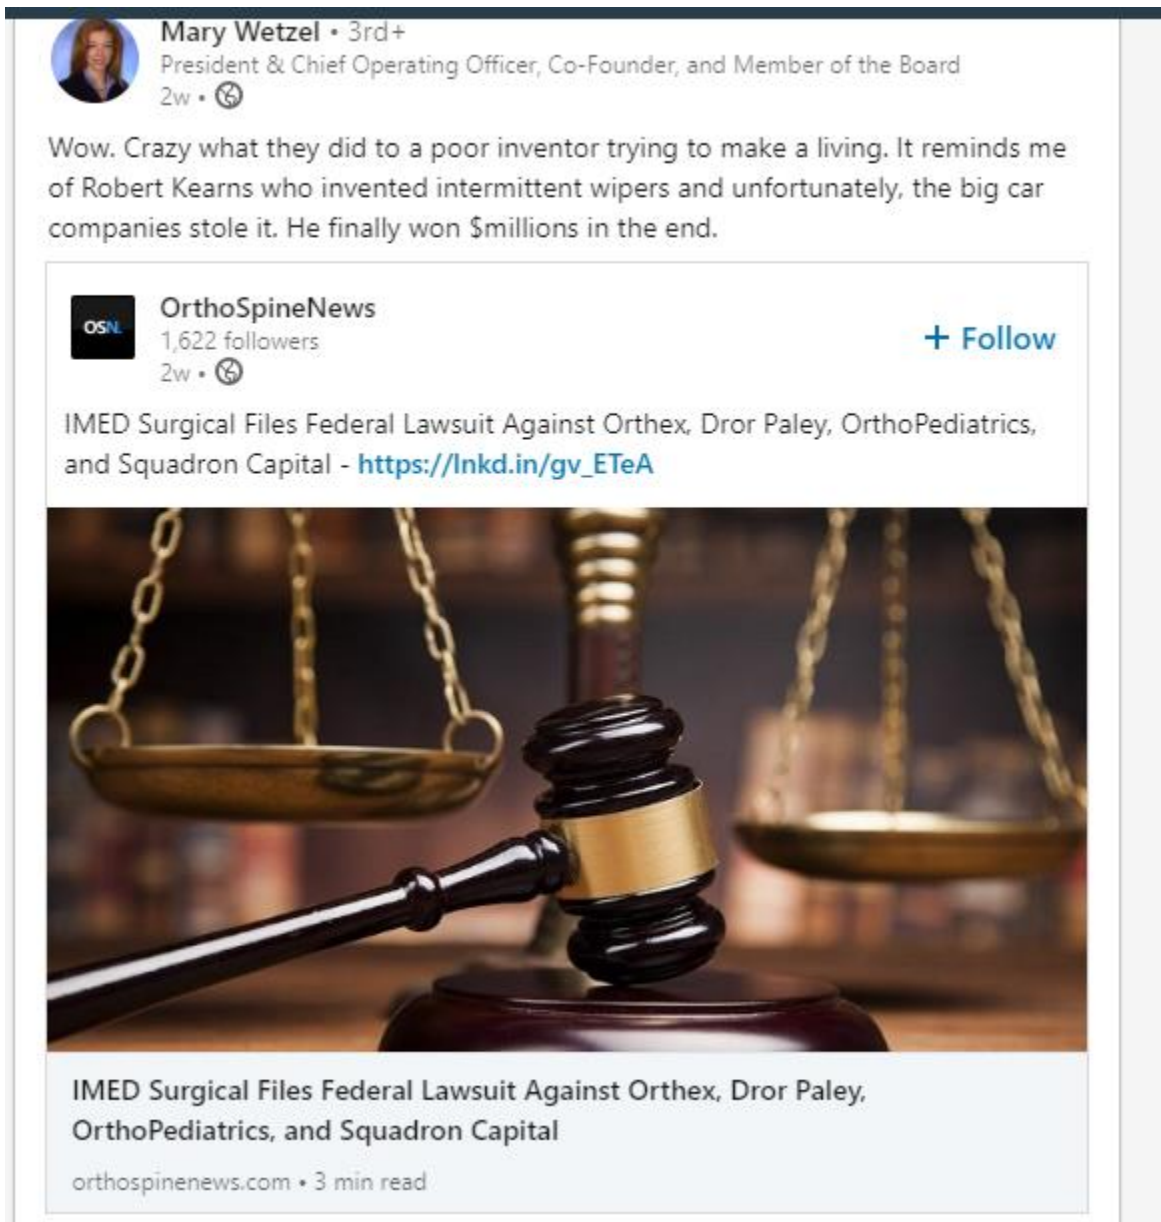 Mary Wetzel • 3rd+
President & Chief Operating Officer, Co-Founder, and Member of the Board
2w •
Wow. Crazy what they did to a poor inventor trying to make a living. It reminds me
of Robert Kearns who invented intermittent wipers and unfortunately, the big car
companies stole it. He finally won $millions in the end.
OSN.
OrthoSpineNews
1,622 followers
2w •
+ Follow
IMED Surgical Files Federal Lawsuit Against Orthex, Dror Paley, OrthoPediatrics,
and Squadron Capital - https://lnkd.in/gv_ETeA
IMED Surgical Files Federal Lawsuit Against Orthex, Dror Paley,
OrthoPediatrics, and Squadron Capital
orthospinenews.com • 3 min read